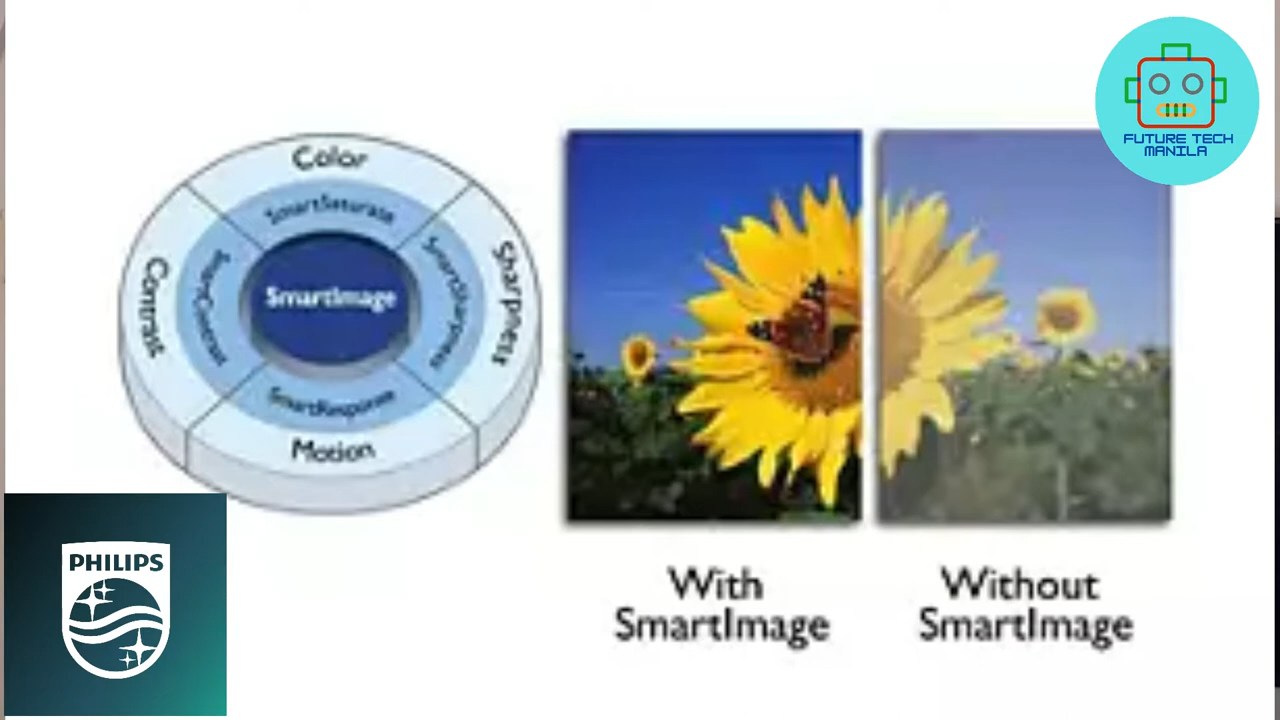 FUTURE TECH
MANILA
Color
SmartSaturate
Contrast
SmartContrast
SmartImage
SmartSharpness
Sharpness
SmartResponse
Motion
PHILIPS
With
SmartImage
Without
SmartImage